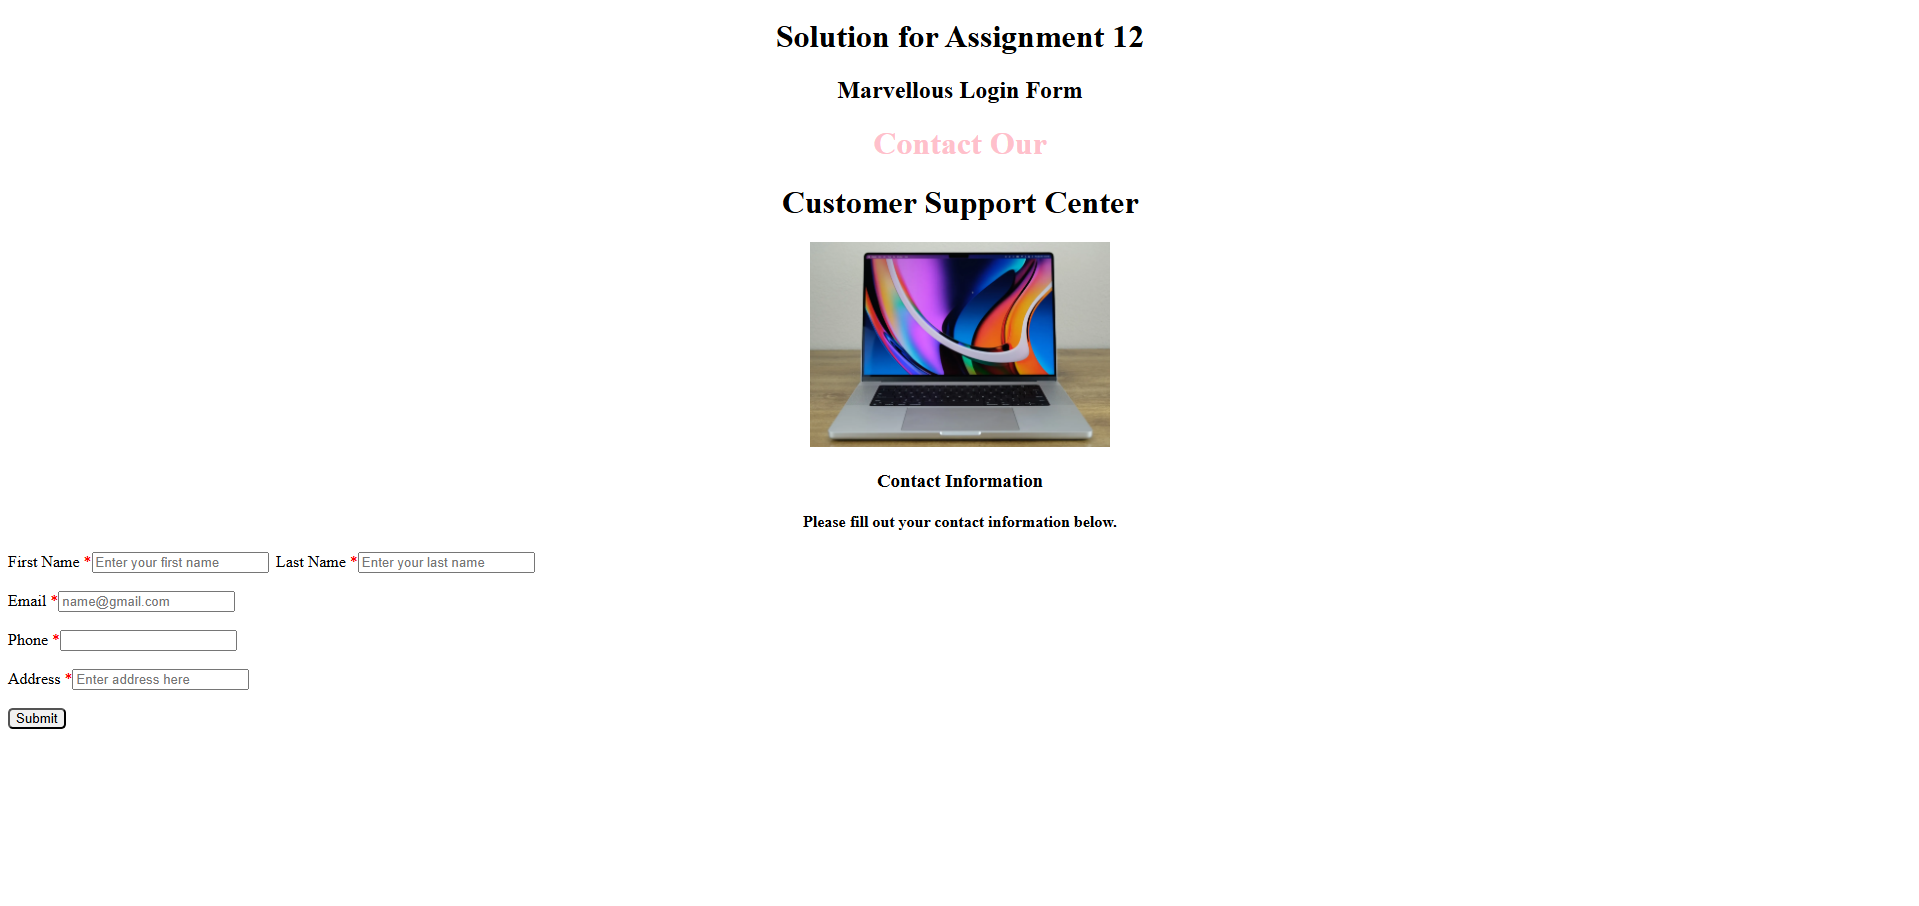 Solution for Assignment 12
Marvellous Login Form
Contact Our
Customer Support Center
Contact Information
Please fill out your contact information below.
First Name * Enter your first name Last Name * Enter your last name
Email * name@gmail.com
Phone *
Address * Enter address here
Submit